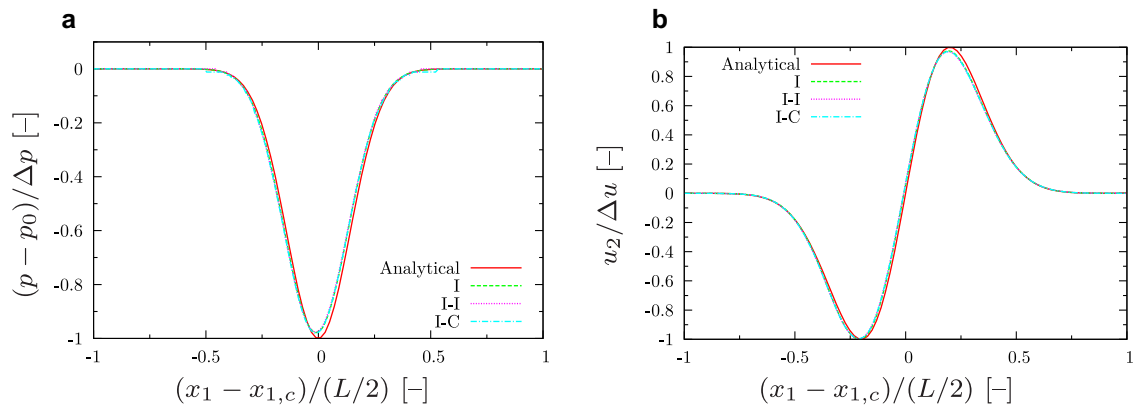 a
(p − p0)/Δp [–]
0
-0.2
-0.4
-0.6
-0.8
-1
-1 -0.5 0 0.5 1
(x1 − x1,c)/(L/2) [–]
Analytical
I
I-I
I-C
b
u2/Δu [–]
1
0.8
0.6
0.4
0.2
0
-0.2
-0.4
-0.6
-0.8
-1
-1 -0.5 0 0.5 1
(x1 − x1,c)/(L/2) [–]
Analytical
I
I-I
I-C